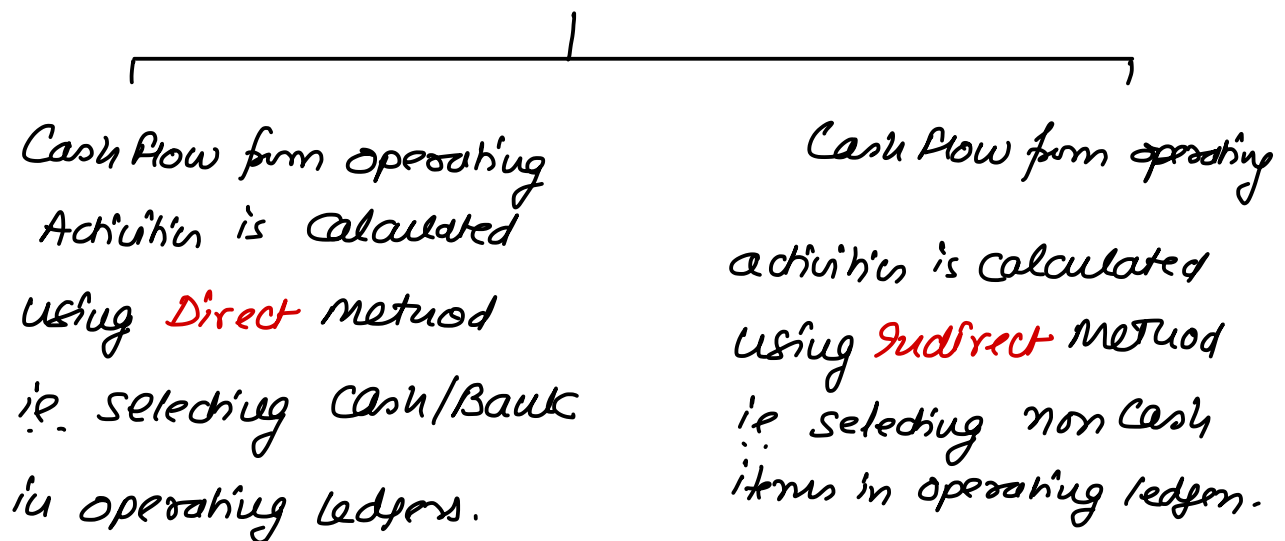 Cash flow from operating
Activities is calculated
using Direct Method
i.e. selecting Cash/Bank
in operating ledgers.
Cash flow from operating
activities is calculated
using Indirect Method
i.e. selecting non Cash
items in operating ledgers.